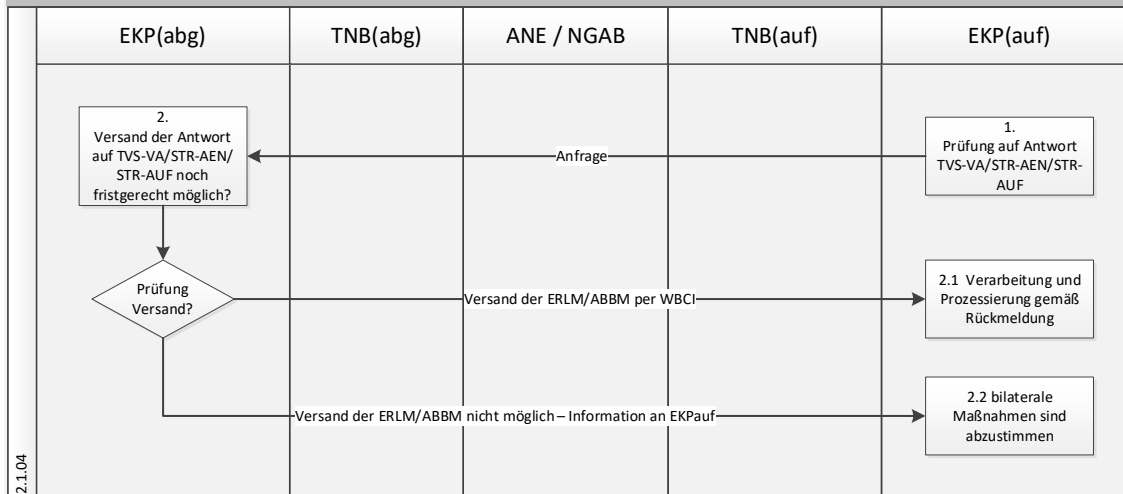 EKP(abg)
TNB(abg)
ANE / NGAB
TNB(auf)
EKP(auf)
2.
Versand der Antwort
auf TVS-VA/STR-AEN/
STR-AUF noch
fristgerecht möglich?
Anfrage
1.
Prüfung auf Antwort
TVS-VA/STR-AEN/STR-
AUF
Prüfung
Versand?
Versand der ERLM/ABBM per WBCI
2.1 Verarbeitung und
Prozessierung gemäß
Rückmeldung
Versand der ERLM/ABBM nicht möglich – Information an EKPauf
2.2 bilaterale
Maßnahmen sind
abzustimmen
2.1.04